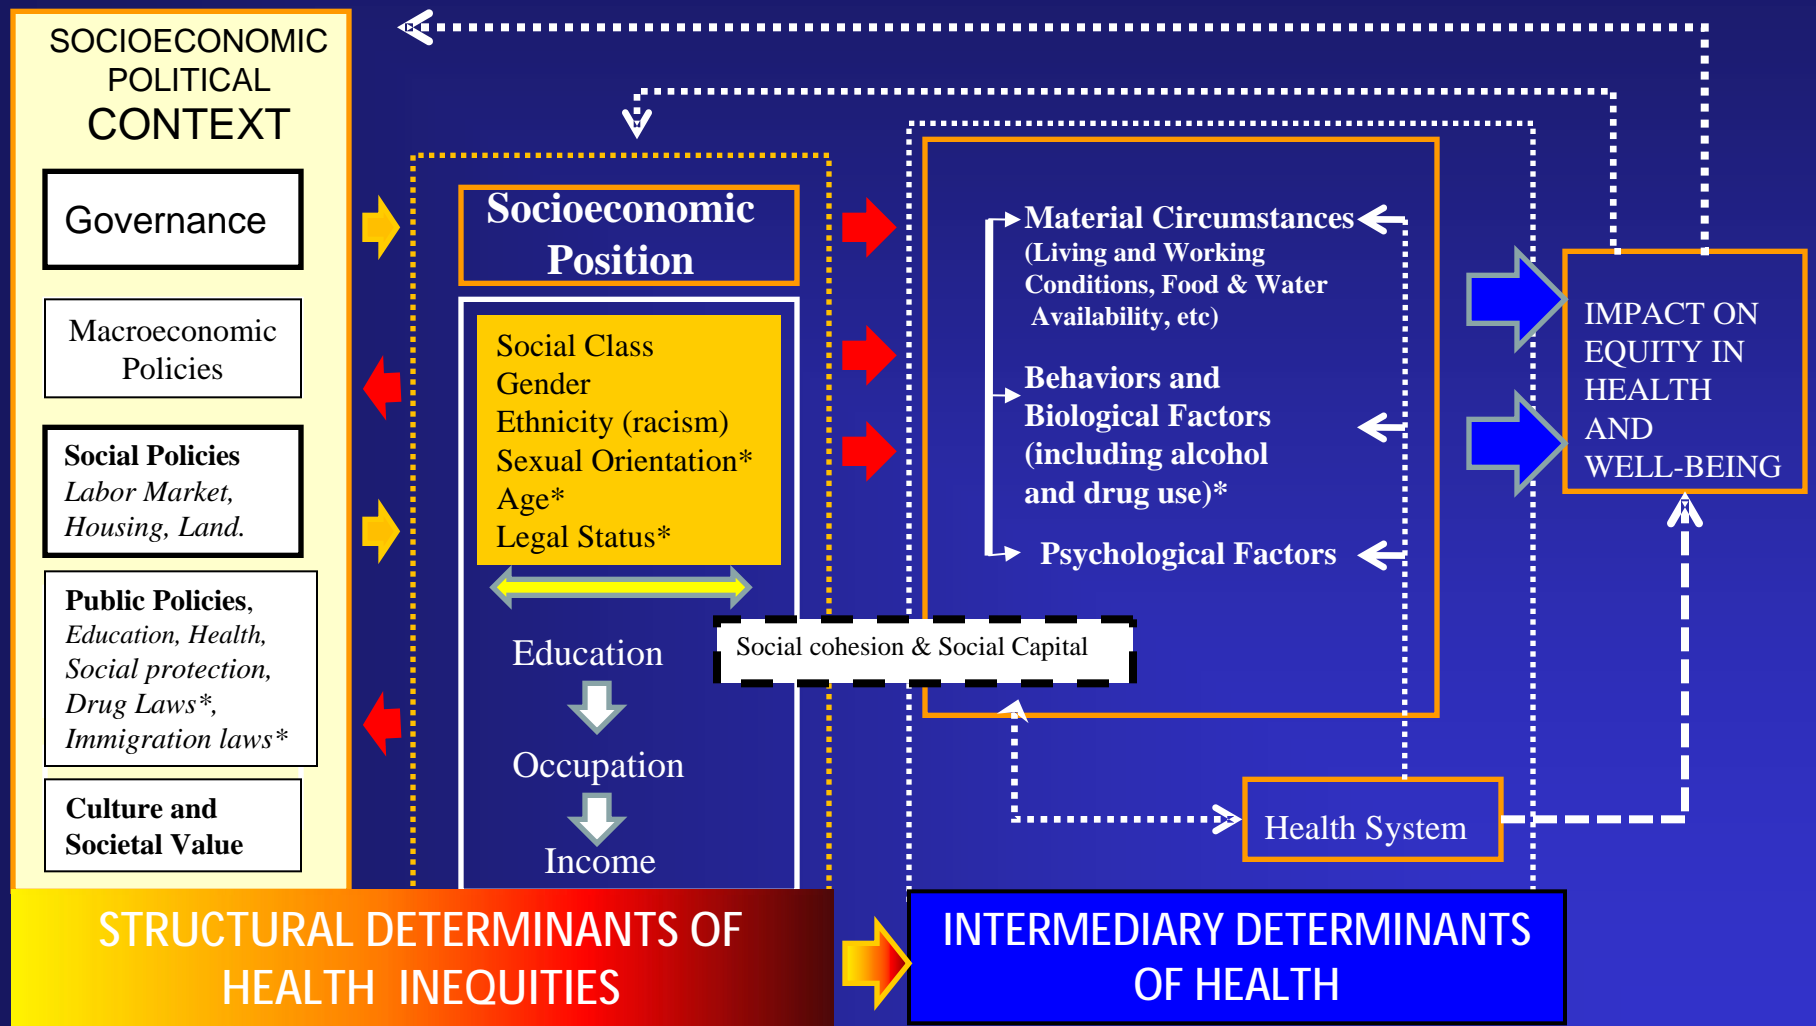 SOCIOECONOMIC
POLITICAL
CONTEXT
Governance
Macroeconomic
Policies
Social Policies
Labor Market,
Housing, Land.
Public Policies,
Education, Health,
Social protection,
Drug Laws*,
Immigration laws*
Culture and
Societal Value
Socioeconomic
Position
Social Class
Gender
Ethnicity (racism)
Sexual Orientation*
Age*
Legal Status*
Education
Occupation
Income
Social cohesion & Social Capital
Material Circumstances
(Living and Working
Conditions, Food & Water
Availability, etc)
Behaviors and
Biological Factors
(including alcohol
and drug use)*
Psychological Factors
Health System
IMPACT ON
EQUITY IN
HEALTH
AND
WELL-BEING
STRUCTURAL DETERMINANTS OF
HEALTH INEQUITIES
INTERMEDIARY DETERMINANTS
OF HEALTH